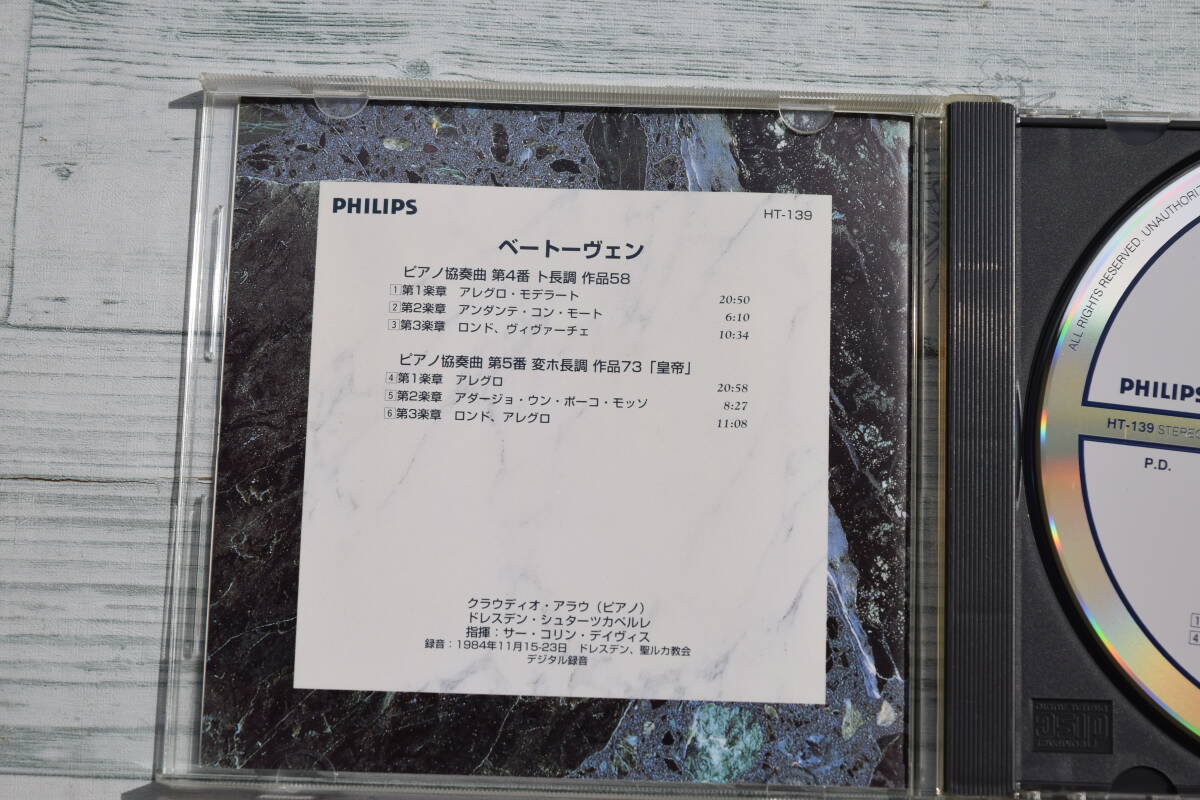 PHILIPS
HT-139
ベートーヴェン
ピアノ協奏曲 第4番 ト長調 作品58
1 第1楽章 アレグロ・モデラート 20:50
2 第2楽章 アンダンテ・コン・モート 6:10
3 第3楽章 ロンド、ヴィヴァーチェ 10:34
ピアノ協奏曲 第5番 変ホ長調 作品73「皇帝」
4 第1楽章 アレグロ 20:58
5 第2楽章 アダージョ・ウン・ポーコ・モッソ 8:27
6 第3楽章 ロンド、アレグロ 11:08
クラウディオ・アラウ（ピアノ）
ドレスデン・シュターツカペルレ
指揮：サー・コリン・デイヴィス
録音：1984年11月15-23日 ドレスデン、聖ルカ教会
デジタル録音
ALL RIGHTS RESERVED. UNAUTHORI
PHILIPS
HT-139 STEREO
P.D.
1
4